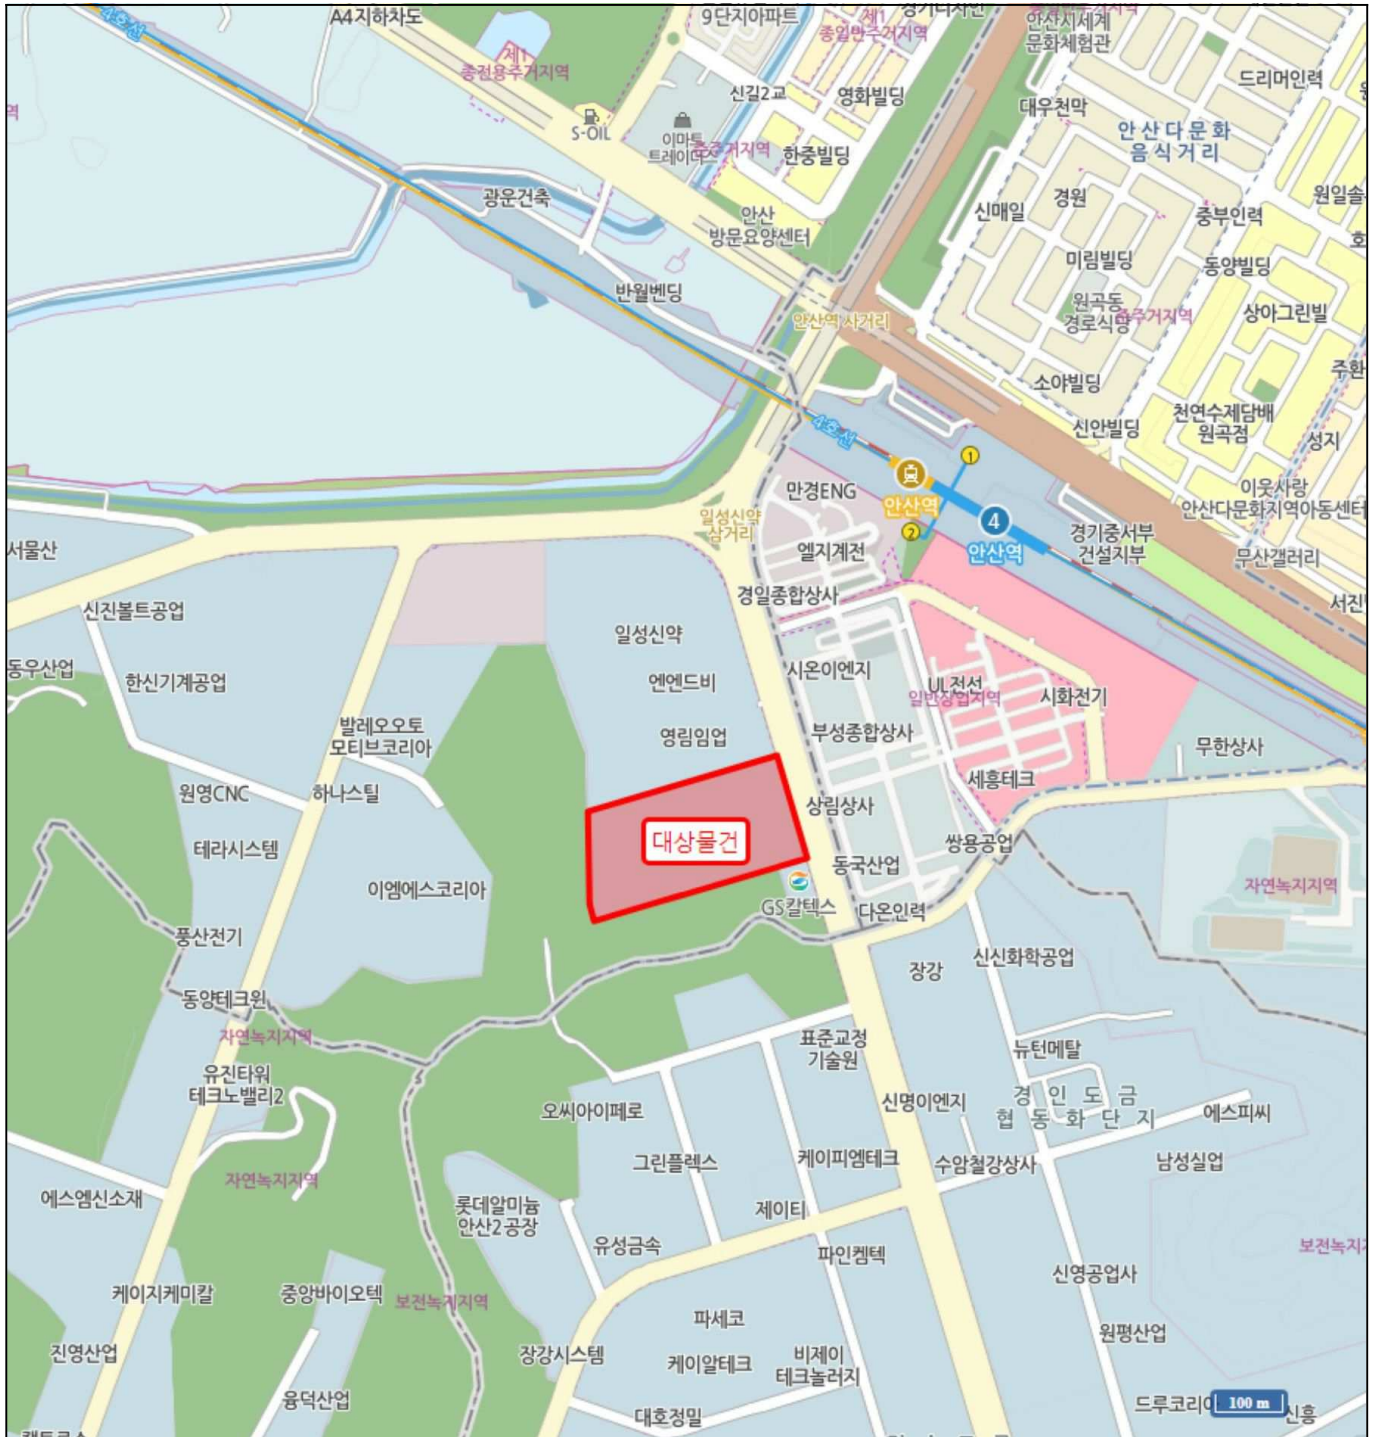 4호선
A4지하차도
9단지아파트
제1
종일반주거지역
안산시세계
문화체험관
드리머인력
제1
종전용주거지역
S-OIL
신길2교
영화빌딩
대우천막
안산다문화
음식거리
이마트
트레이더스
준주거지역
한중빌딩
광운건축
안산
방문요양센터
신매일
경원
중부인력
원일솔
미림빌딩
동양빌딩
반월벤딩
안산역 사거리
원곡동
경로식당
준주거지역
상아그린빌
소야빌딩
주환
4호선
신안빌딩
천연수제담배
원곡점
성지
1
안산역
2
4
안산역
만경ENG
이웃사랑
안산다문화지역아동센터
일성신약
삼거리
경기중서부
건설지부
무산갤러리
서물산
엘지계전
경일종합상사
서진
신진볼트공업
일성신약
동우산업
한신기계공업
엔엔드비
시온이엔지
UL전선
일반상업지역
시화전기
발레오오토
모티브코리아
영림임업
부성종합상사
무한상사
원영CNC
하나스틸
세흥테크
상림상사
대상물건
테라시스템
쌍용공업
동국산업
이엠에스코리아
자연녹지지역
GS칼텍스
다온인력
풍산전기
신신화학공업
장강
동양테크윈
자연녹지지역
표준교정
기술원
뉴턴메탈
유진타워
테크노밸리2
오씨아이페로
신명이엔지
경인도금
협동화단지
에스피씨
그린플렉스
케이피엠테크
수암철강상사
남성실업
자연녹지지역
에스엠신소재
롯데알미늄
안산2공장
제이티
유성금속
파인켐텍
보전녹지지
신영공업사
케이지케미칼
중앙바이오텍
보전녹지지역
파세코
원평산업
진영산업
장강시스템
케이알테크
비제이
테크놀러지
융덕산업
대호정밀
드루코리아
100 m
신흥